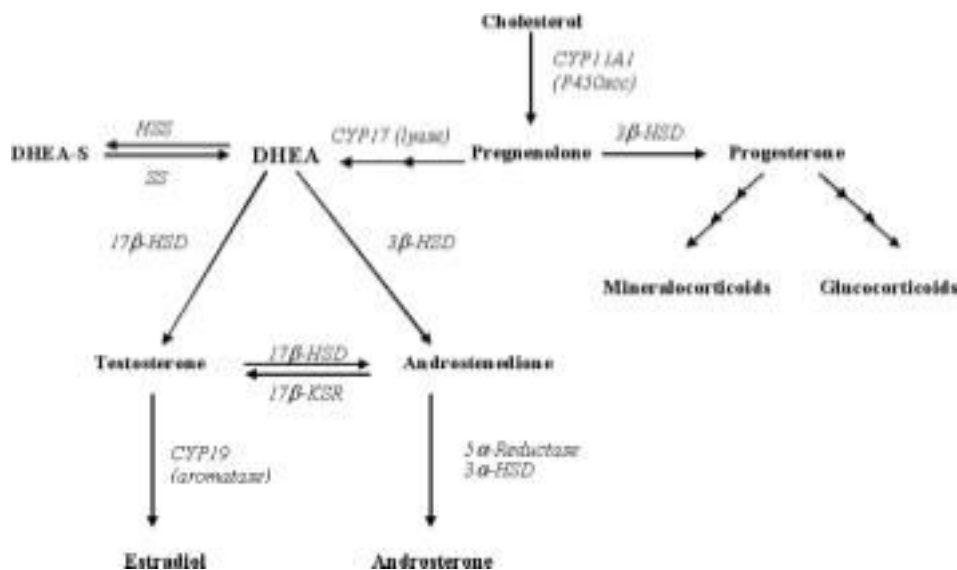 Cholesterol
CYP11A1
(P450scc)
HSS
CYP17 (lyase)
3β-HSD
DHEA-S
DHEA
Pregnenolone
Progesterone
SS
17β-HSD
3β-HSD
Mineralocorticoids
Glucocorticoids
Testosterone
17β-HSD
Androstenedione
17β-KSR
CYP19
(aromatase)
5α-Reductase
3α-HSD
Estradiol
Androsterone